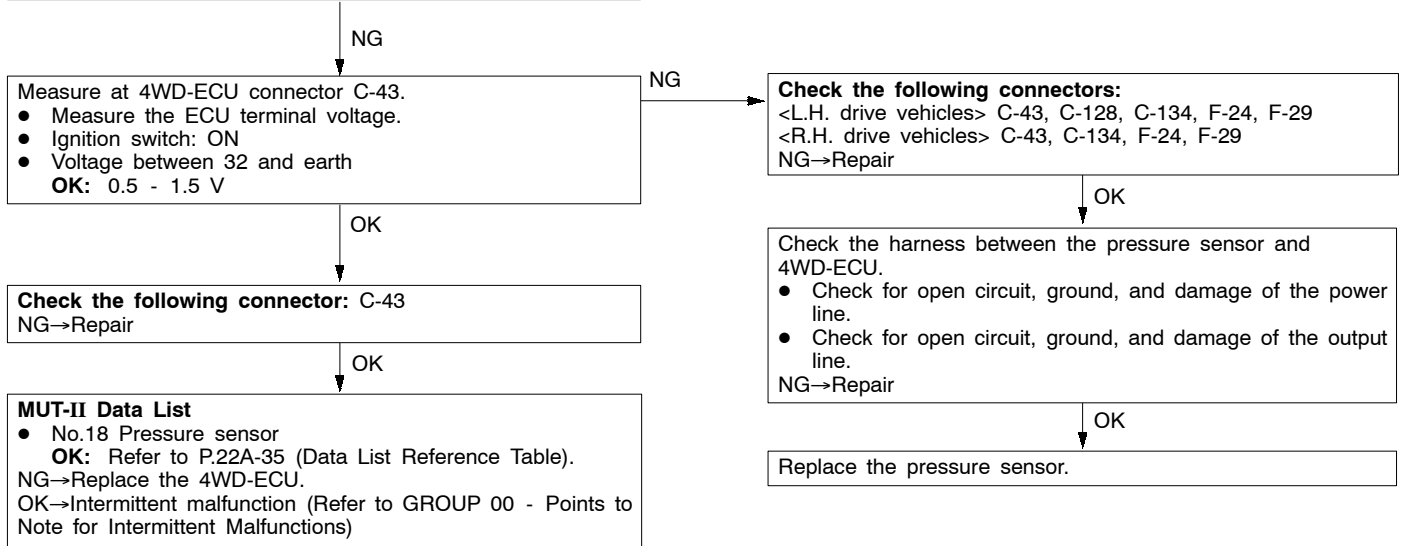 NG
Measure at 4WD-ECU connector C-43.
● Measure the ECU terminal voltage.
● Ignition switch: ON
● Voltage between 32 and earth
OK: 0.5 - 1.5 V
OK
Check the following connector: C-43
NG→Repair
OK
MUT-II Data List
● No.18 Pressure sensor
OK: Refer to P.22A-35 (Data List Reference Table).
NG→Replace the 4WD-ECU.
OK→Intermittent malfunction (Refer to GROUP 00 - Points to
Note for Intermittent Malfunctions)
NG
Check the following connectors:
<L.H. drive vehicles> C-43, C-128, C-134, F-24, F-29
<R.H. drive vehicles> C-43, C-134, F-24, F-29
NG→Repair
OK
Check the harness between the pressure sensor and
4WD-ECU.
● Check for open circuit, ground, and damage of the power
line.
● Check for open circuit, ground, and damage of the output
line.
NG→Repair
OK
Replace the pressure sensor.